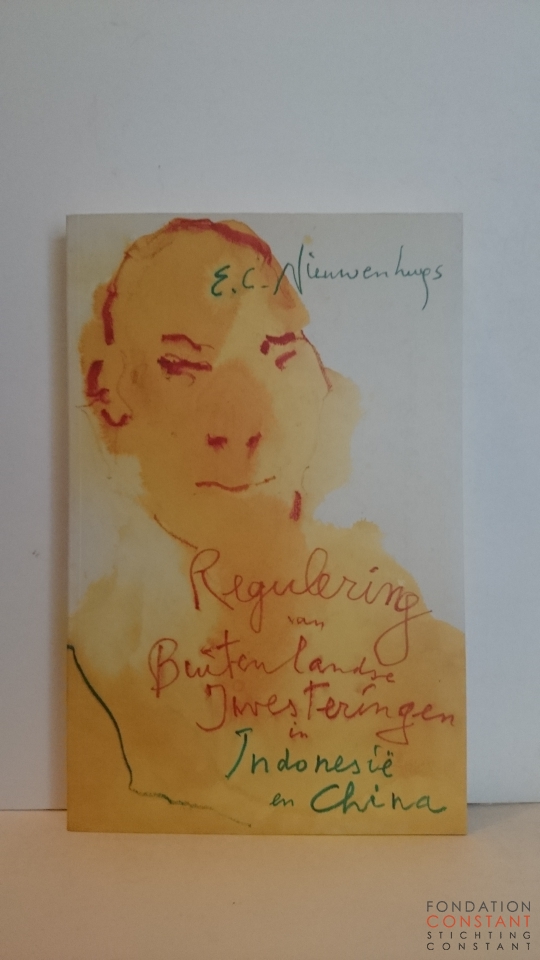 E. C. Nieuwenhuys
Regulering
van
Buitenlandse
Investeringen
in
Indonesië
en China
FONDATION
CONSTANT
STICHTING
CONSTANT